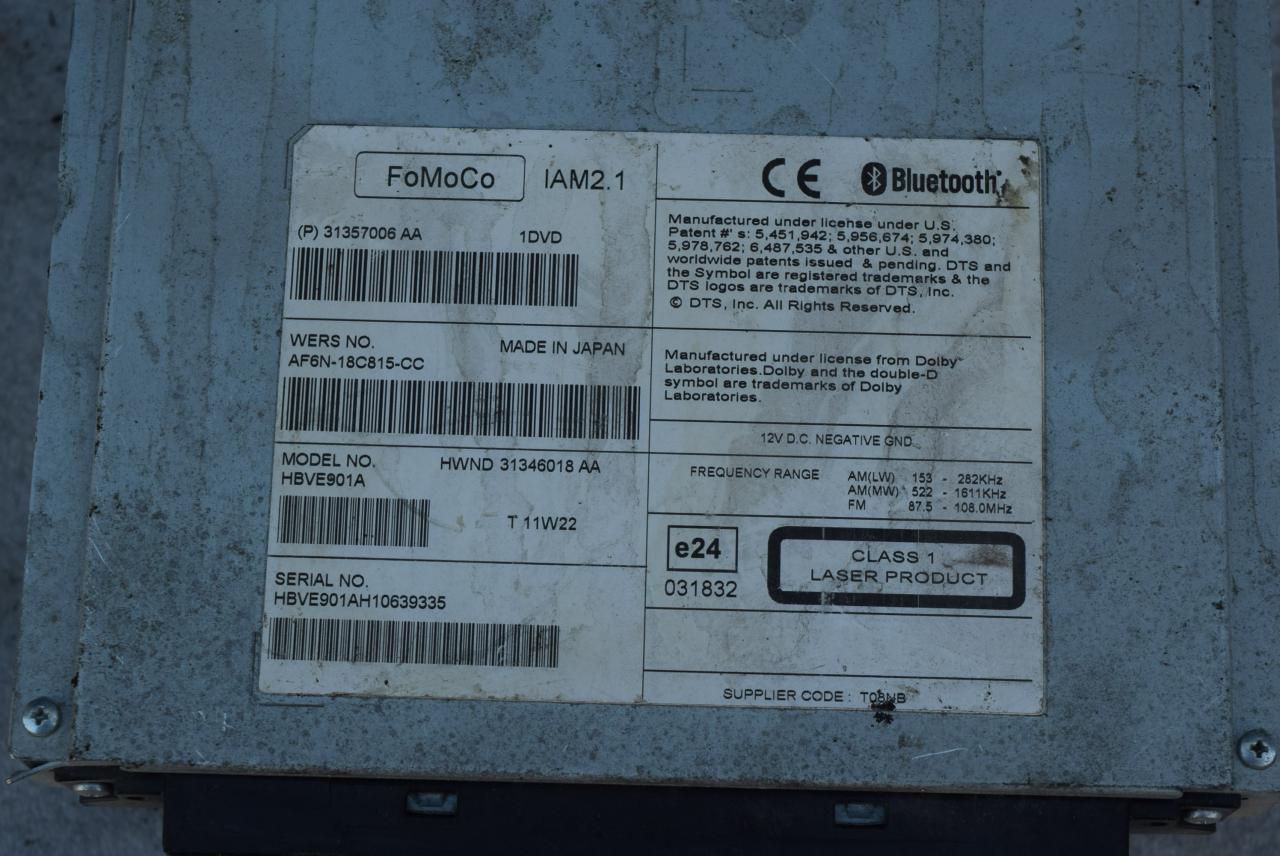 FoMoCo IAM2.1
(P) 31357006 AA 1DVD
WERS NO. MADE IN JAPAN
AF6N-18C815-CC
MODEL NO. HWND 31346018 AA
HBVE901A
T 11W22
SERIAL NO.
HBVE901AH10639335
CE Bluetooth
Manufactured under license under U.S.
Patent #' s: 5,451,942; 5,956,674; 5,974,380;
5,978,762; 6,487,535 & other U.S. and
worldwide patents issued & pending. DTS and
the Symbol are registered trademarks & the
DTS logos are trademarks of DTS, Inc.
© DTS, Inc. All Rights Reserved.
Manufactured under license from Dolby
Laboratories.Dolby and the double-D
symbol are trademarks of Dolby
Laboratories.
12V D.C. NEGATIVE GND
FREQUENCY RANGE AM(LW) 153 - 282KHz
AM(MW) 522 - 1611KHz
FM 87.5 - 108.0MHz
e24
031832
CLASS 1
LASER PRODUCT
SUPPLIER CODE : T08NB